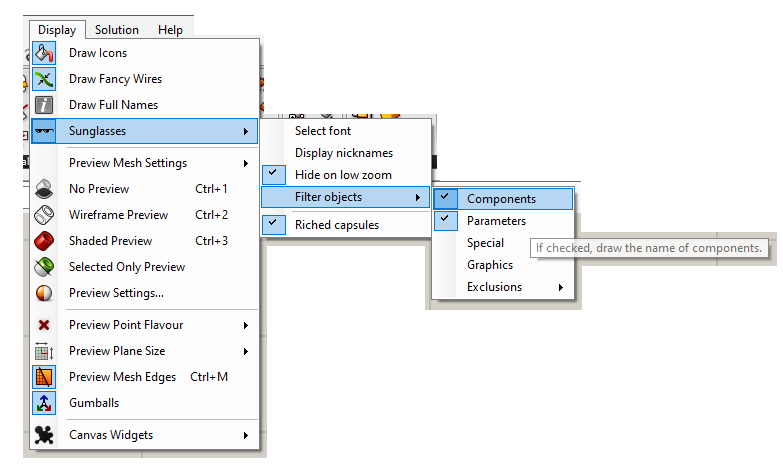 Display Solution Help
Draw Icons
Draw Fancy Wires
Draw Full Names
Sunglasses
Preview Mesh Settings
No Preview Ctrl+1
Wireframe Preview Ctrl+2
Shaded Preview Ctrl+3
Selected Only Preview
Preview Settings...
Preview Point Flavour
Preview Plane Size
Preview Mesh Edges Ctrl+M
Gumballs
Canvas Widgets
Select font
Display nicknames
Hide on low zoom
Filter objects
Riched capsules
Components
Parameters
Special
Graphics
Exclusions
If checked, draw the name of components.